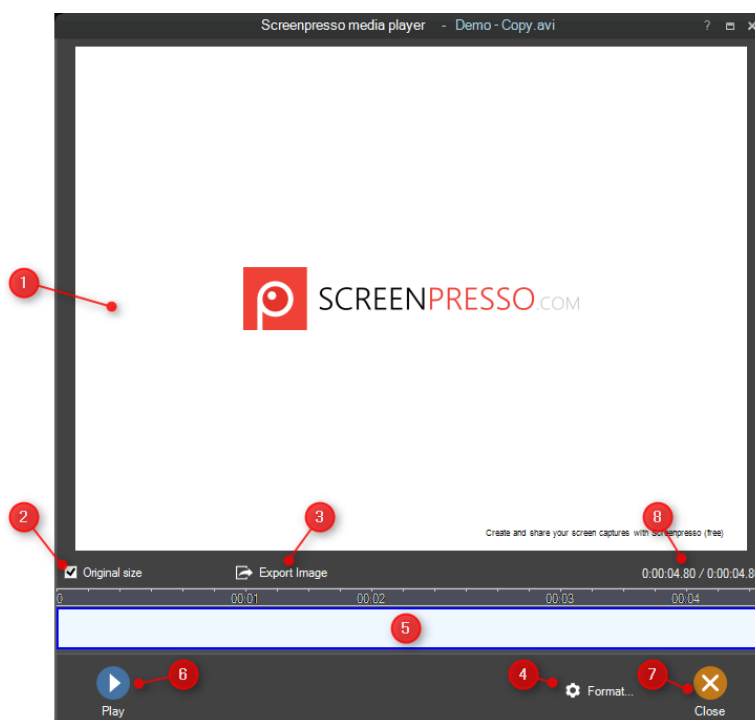 Screenpresso media player - Demo - Copy.avi ?
1
SCREENPRESSO.COM
2
3
8
Create and share your screen captures with Screenpresso (free)
Original size
Export Image
0:00:04.80 / 0:00:04.8
0 00:01 00:02 00:03 00:04
5
6
4
7
Format...
Play
Close